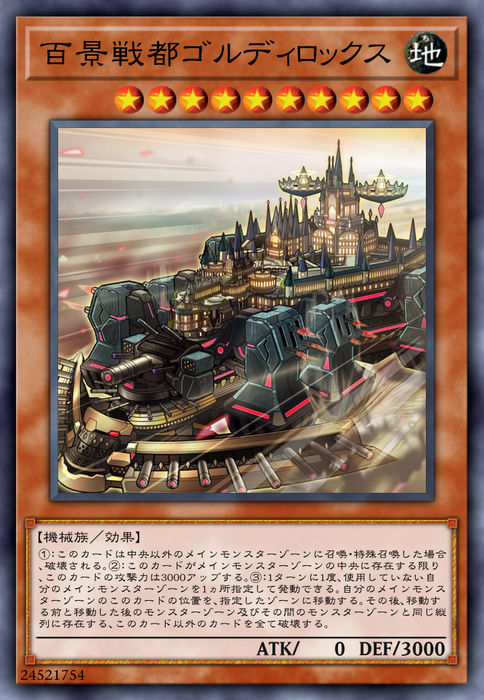 百景戦都ゴルディロックス
ち
地
【機械族／効果】
①:このカードは中央以外のメインモンスターゾーンに召喚・特殊召喚した場合
、破壊される。②:このカードがメインモンスターゾーンの中央に存在する限り
、このカードの攻撃力は3000アップする。③:1ターンに1度、使用していない自
分のメインモンスターゾーンを1ヵ所指定して発動できる。自分のメインモンス
ターゾーンのこのカードの位置を、指定したゾーンに移動する。その後、移動す
る前と移動した後のモンスターゾーン及びその間のモンスターゾーンと同じ縦
列に存在する、このカード以外のカードを全て破壊する。
ATK/ 0 DEF/3000
24521754